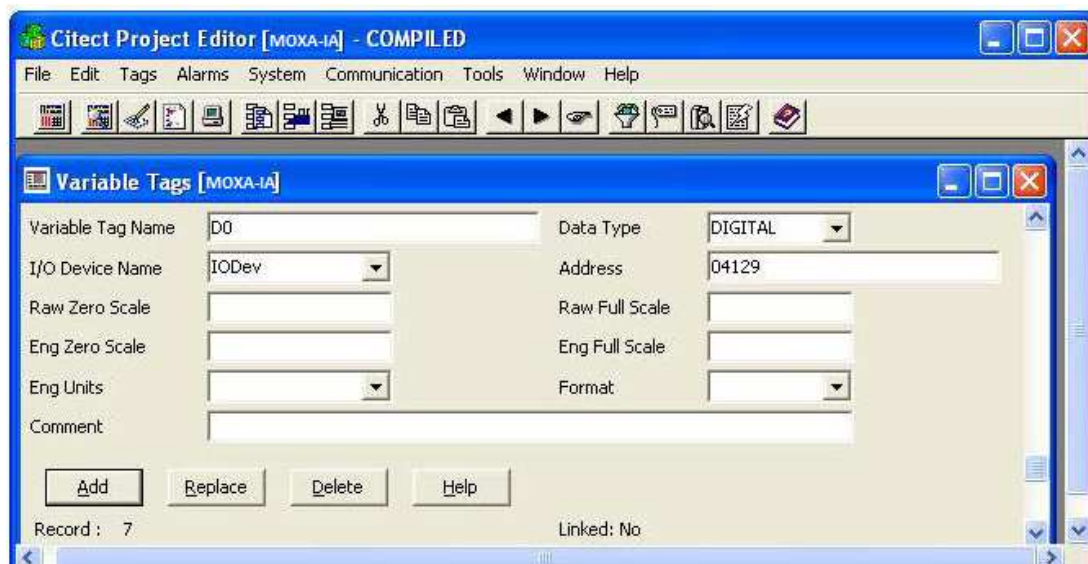 Citect Project Editor [MOXA-IA] - COMPILED
File Edit Tags Alarms System Communication Tools Window Help
Variable Tags [MOXA-IA]
Variable Tag Name D0 Data Type DIGITAL
I/O Device Name IODev Address 04129
Raw Zero Scale Raw Full Scale
Eng Zero Scale Eng Full Scale
Eng Units Format
Comment
Add Replace Delete Help
Record : 7 Linked: No